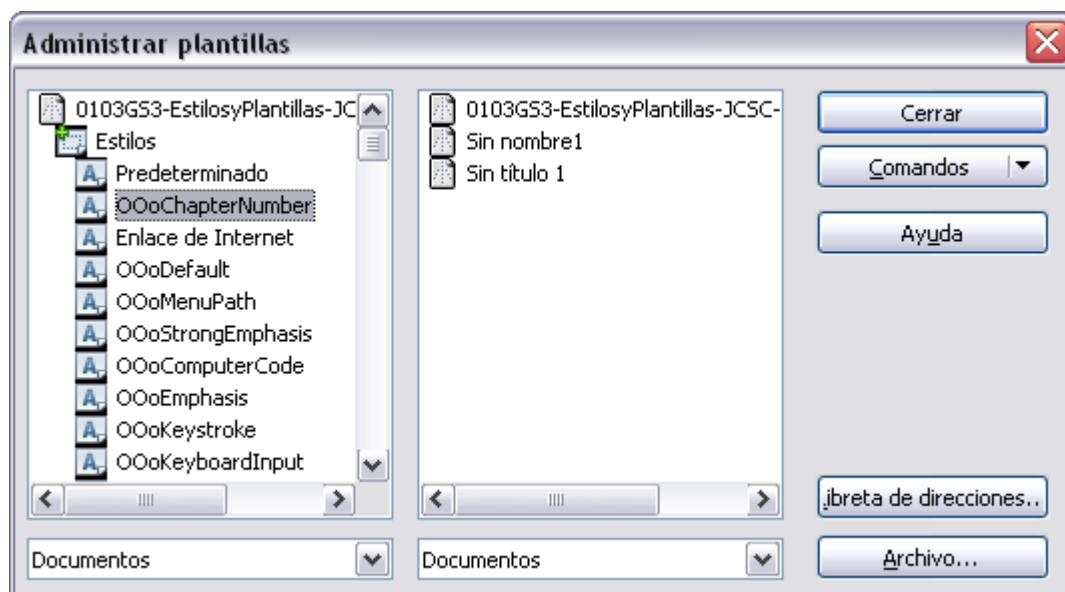 Administrar plantillas
0103GS3-EstilosyPlantillas-JC
Estilos
Predeterminado
OOoChapterNumber
Enlace de Internet
OOoDefault
OOoMenuPath
OOoStrongEmphasis
OOoComputerCode
OOoEmphasis
OOoKeystroke
OOoKeyboardInput
Documentos
0103GS3-EstilosyPlantillas-JCSC-
Sin nombre1
Sin título 1
Documentos
Cerrar
Comandos
Ayuda
ibreta de direcciones..
Archivo...